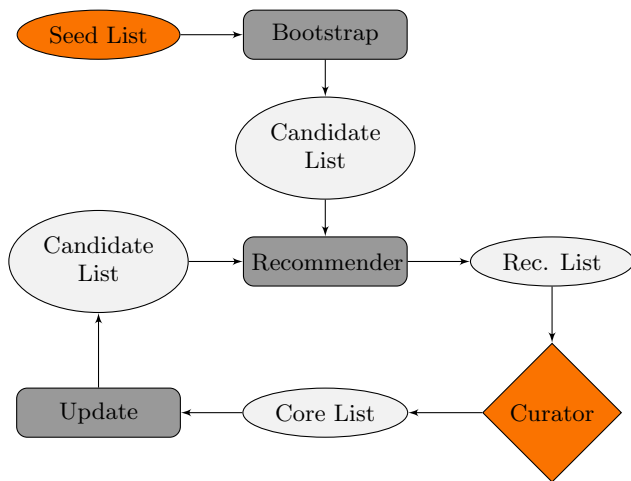 Seed List
Bootstrap
Candidate
List
Candidate
List
Recommender
Rec. List
Update
Core List
Curator